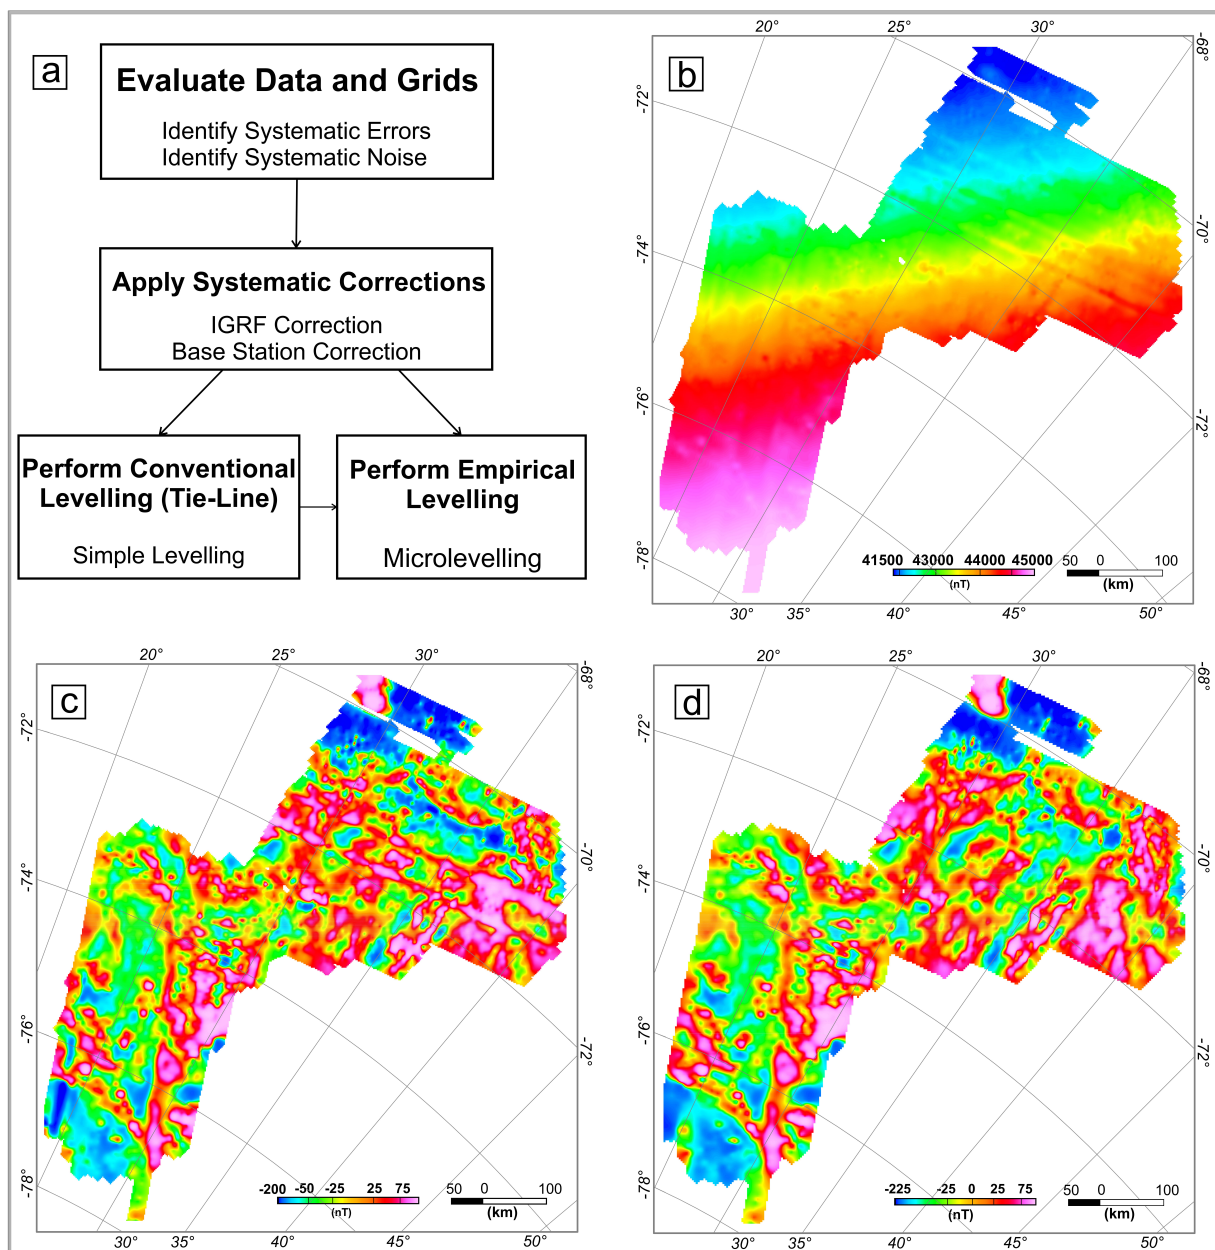 a
Evaluate Data and Grids
Identify Systematic Errors
Identify Systematic Noise
Apply Systematic Corrections
IGRF Correction
Base Station Correction
Perform Conventional
Levelling (Tie-Line)
Simple Levelling
Perform Empirical
Levelling
Microlevelling
b
20° 25° 30° -68°
-72°
-70°
-74°
-76°
-72°
-78°
41500 43000 44000 45000
(nT)
50 0 100
(km)
30° 35° 40° 45° 50°
c
20° 25° 30° -68°
-72°
-70°
-74°
-76°
-72°
-78°
-200 -50 -25 25 75
(nT)
50 0 100
(km)
30° 35° 40° 45° 50°
d
20° 25° 30° -68°
-72°
-70°
-74°
-76°
-72°
-78°
-225 -25 0 25 75
(nT)
50 0 100
(km)
30° 35° 40° 45° 50°